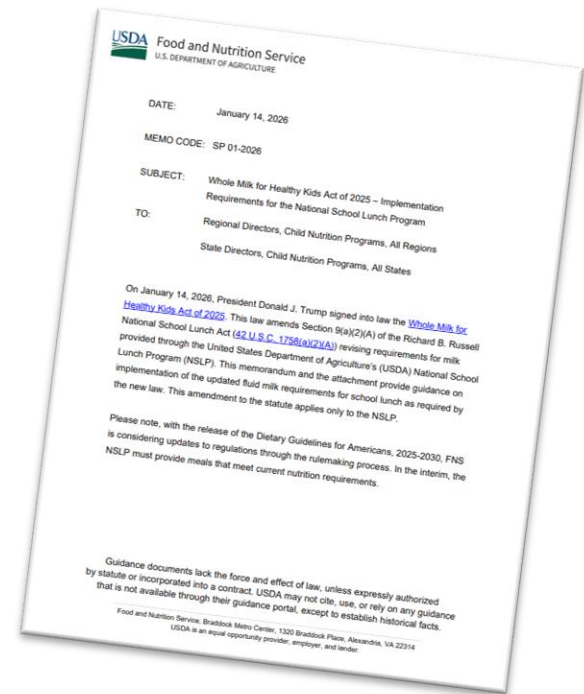 USDA
Food and Nutrition Service
U.S. DEPARTMENT OF AGRICULTURE
DATE: January 14, 2026
MEMO CODE: SP 01-2026
SUBJECT: Whole Milk for Healthy Kids Act of 2025 – Implementation
Requirements for the National School Lunch Program
TO: Regional Directors, Child Nutrition Programs, All Regions
State Directors, Child Nutrition Programs, All States
On January 14, 2026, President Donald J. Trump signed into law the Whole Milk for
Healthy Kids Act of 2025. This law amends Section 9(a)(2)(A) of the Richard B. Russell
National School Lunch Act (42 U.S.C. 1758(a)(2)(A)) revising requirements for milk
provided through the United States Department of Agriculture's (USDA) National School
Lunch Program (NSLP). This memorandum and the attachment provide guidance on
implementation of the updated fluid milk requirements for school lunch as required by
the new law. This amendment to the statute applies only to the NSLP.
Please note, with the release of the Dietary Guidelines for Americans, 2025-2030, FNS
is considering updates to regulations through the rulemaking process. In the interim, the
NSLP must provide meals that meet current nutrition requirements.
Guidance documents lack the force and effect of law, unless expressly authorized
by statute or incorporated into a contract. USDA may not cite, use, or rely on any guidance
that is not available through their guidance portal, except to establish historical facts.
Food and Nutrition Service, Braddock Metro Center, 1320 Braddock Place, Alexandria, VA 22314
USDA is an equal opportunity provider, employer, and lender.